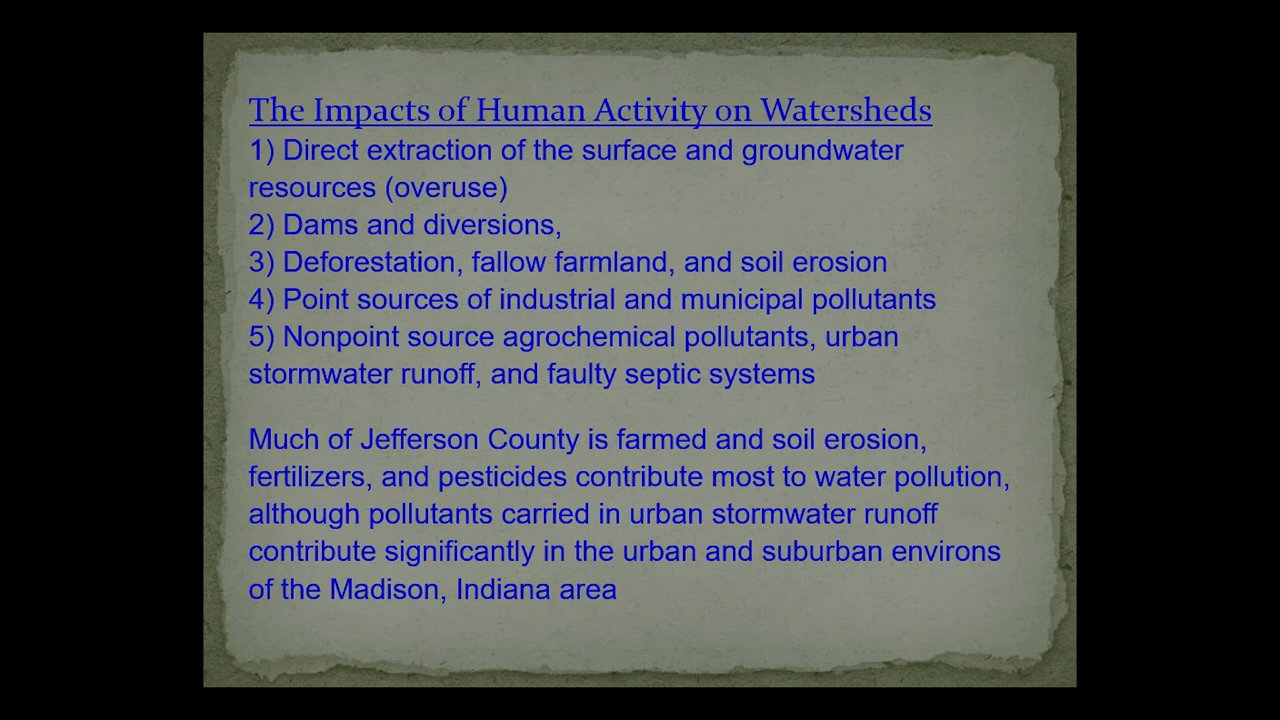 The Impacts of Human Activity on Watersheds
1) Direct extraction of the surface and groundwater
resources (overuse)
2) Dams and diversions,
3) Deforestation, fallow farmland, and soil erosion
4) Point sources of industrial and municipal pollutants
5) Nonpoint source agrochemical pollutants, urban
stormwater runoff, and faulty septic systems
Much of Jefferson County is farmed and soil erosion,
fertilizers, and pesticides contribute most to water pollution,
although pollutants carried in urban stormwater runoff
contribute significantly in the urban and suburban environs
of the Madison, Indiana area